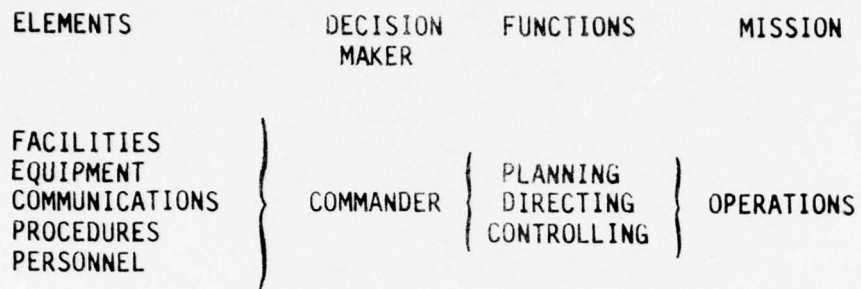 ELEMENTS DECISION MAKER FUNCTIONS MISSION
FACILITIES
EQUIPMENT
COMMUNICATIONS
PROCEDURES
PERSONNEL
COMMANDER
PLANNING
DIRECTING
CONTROLLING
OPERATIONS